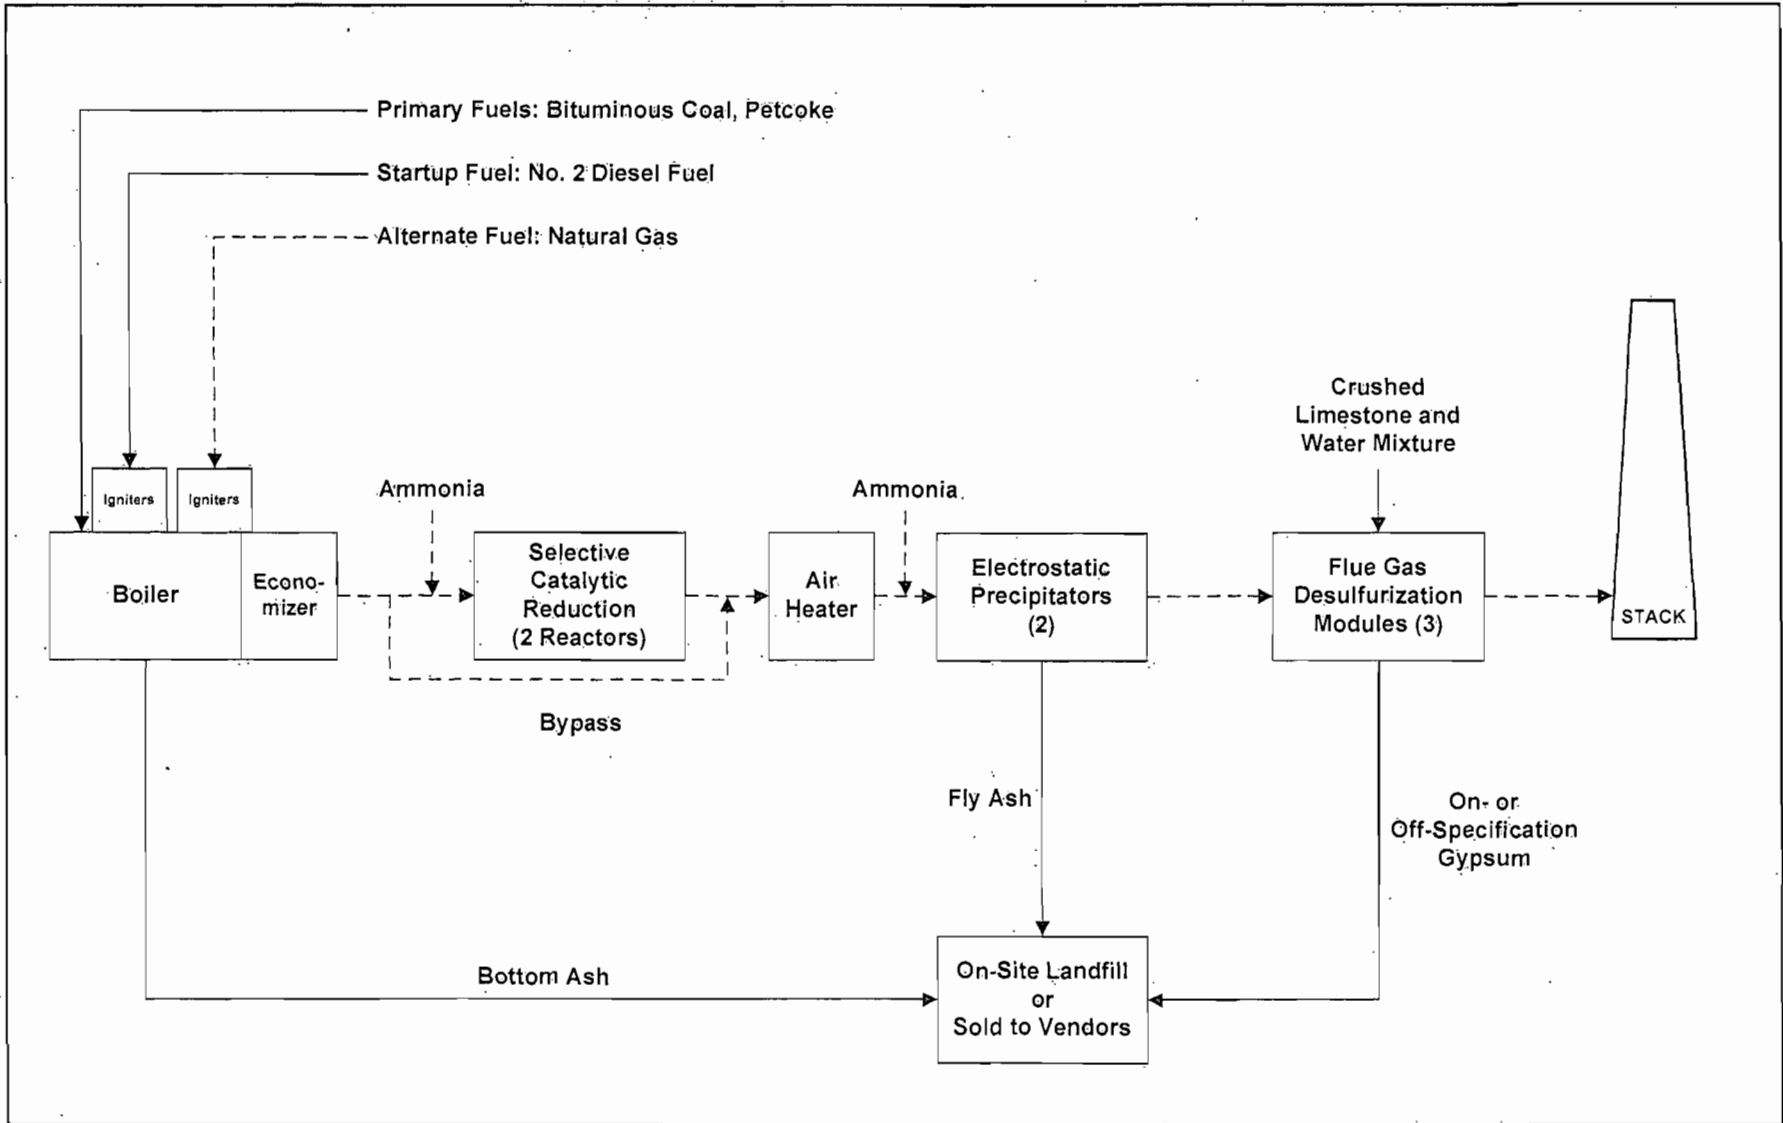 Primary Fuels: Bituminous Coal, Petcoke
Startup Fuel: No. 2 Diesel Fuel
Alternate Fuel: Natural Gas
Crushed
Limestone and
Water Mixture
Igniters
Igniters
Ammonia
Ammonia
Boiler
Econo-
mizer
Selective
Catalytic
Reduction
(2 Reactors)
Air
Heater
Electrostatic
Precipitators
(2)
Flue Gas
Desulfurization
Modules (3)
STACK
Bypass
Fly Ash
On- or
Off-Specification
Gypsum
Bottom Ash
On-Site Landfill
or
Sold to Vendors